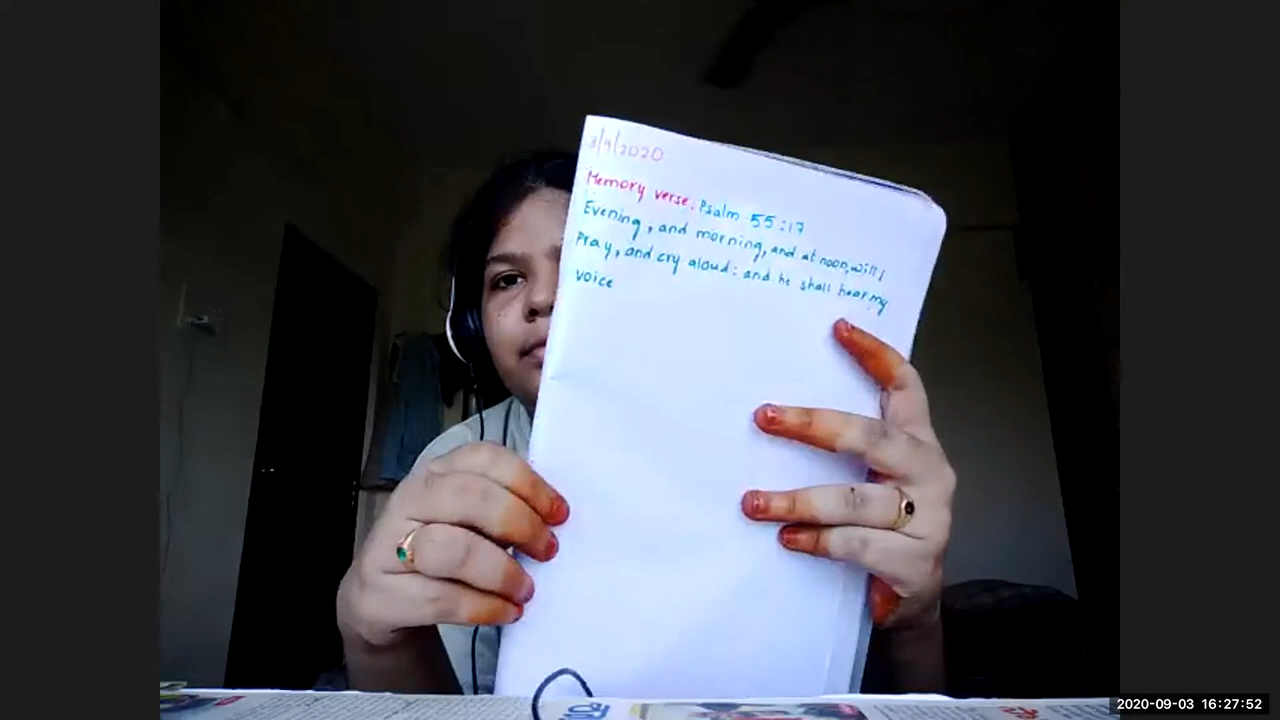 3/9/2020
Memory verse: Psalm 55:17
Evening, and morning, and at noon, will I
Pray, and cry aloud: and he shall hear my
voice
2020-09-03 16:27:52